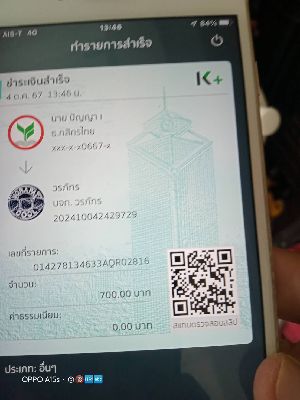 AIS-T 4G
13:46
84%
ทำรายการสำเร็จ
ชำระเงินสำเร็จ
4 ต.ค. 67 13:46 น.
K+
นาย ปัญญา เ
ธ.กสิกรไทย
xxx-x-x0667-x
วรภัทร
บจก. วรภัทร
202410042429729
เลขที่รายการ:
014278134633AQR02816
จำนวน:
700.00 บาท
ค่าธรรมเนียม:
0.00 บาท
สแกนตรวจสอบสลิป
ประเภท: อื่นๆ
OPPO A15s